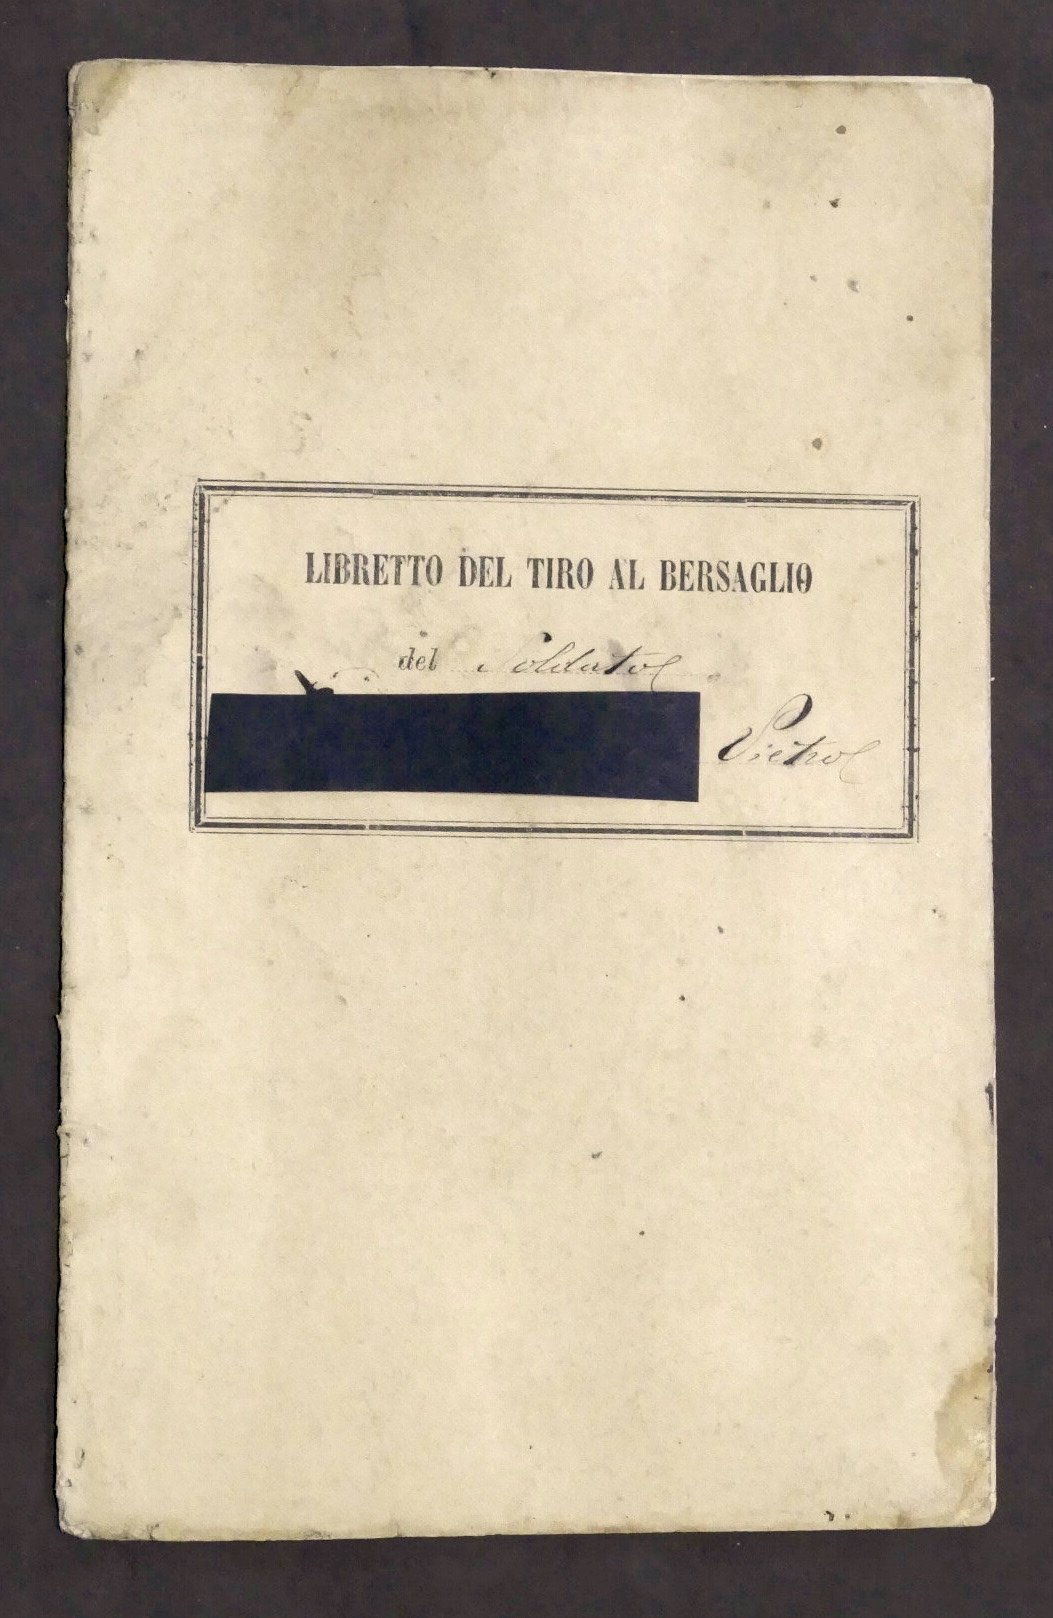 LIBRETTO DEL TIRO AL BERSAGLIO
del Soldato
Pietro